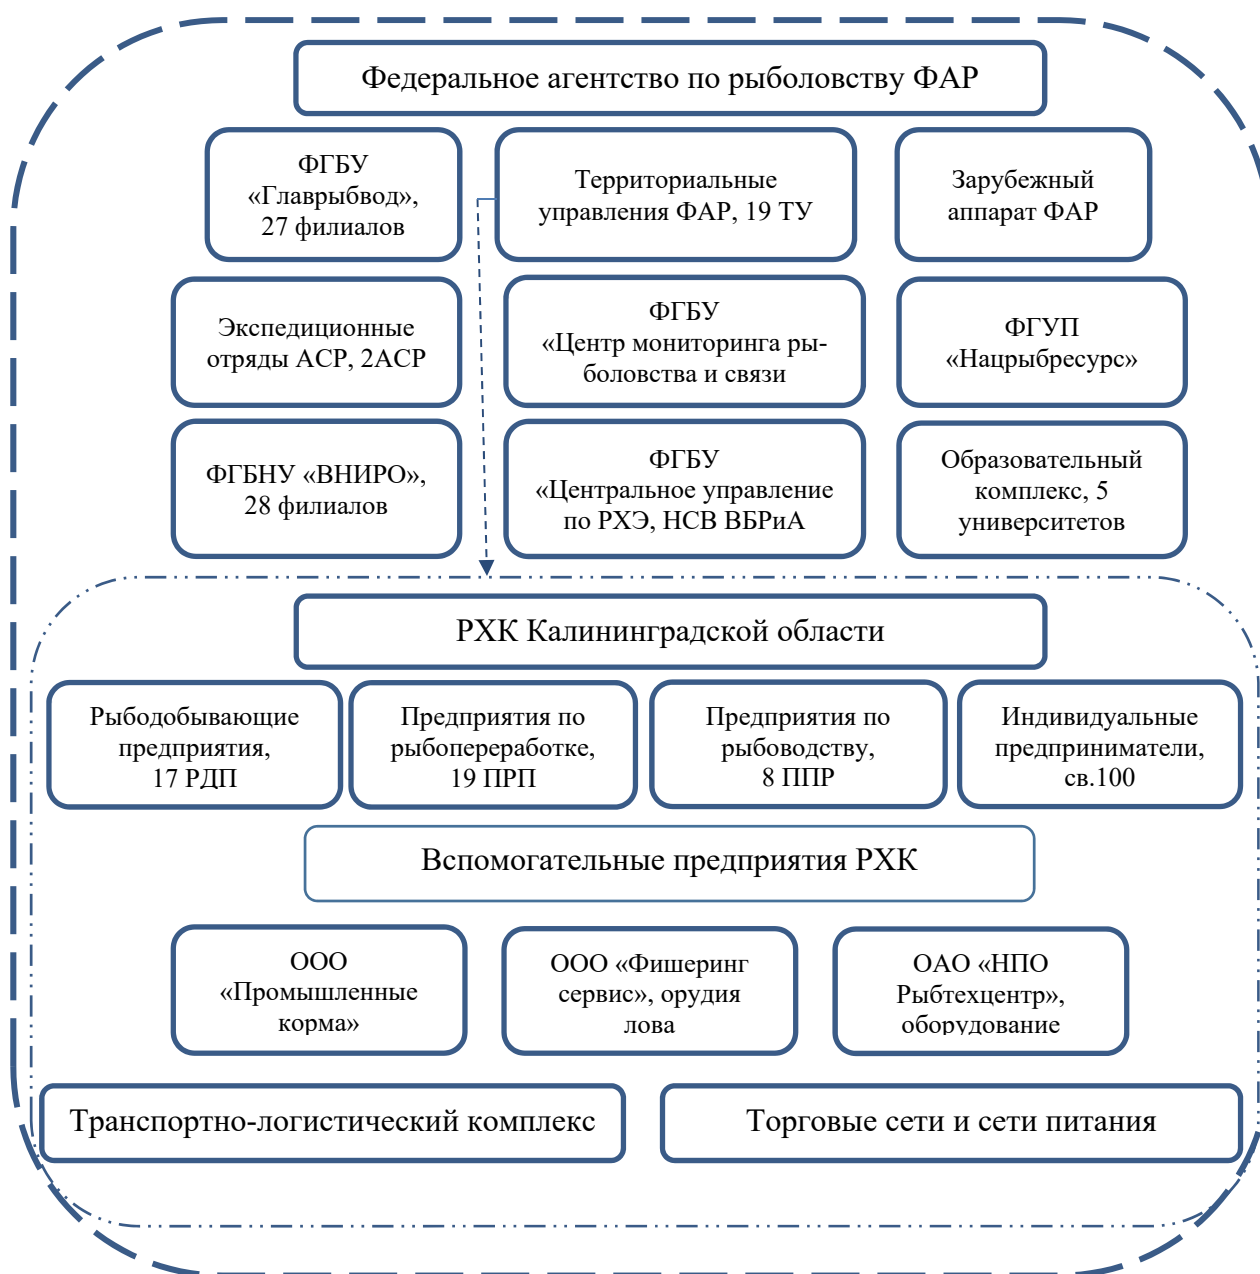 Федеральное агентство по рыболовству ФАР
ФГБУ
«Главрыбвод»,
27 филиалов
Территориальные
управления ФАР, 19 ТУ
Зарубежный
аппарат ФАР
Экспедиционные
отряды АСР, 2АСР
ФГБУ
«Центр мониторинга ры-
боловства и связи
ФГУП
«Нацрыбресурс»
ФГБНУ «ВНИРО»,
28 филиалов
ФГБУ
«Центральное управление
по РХЭ, НСВ ВБРиА
Образовательный
комплекс, 5
университетов
РХК Калининградской области
Рыбодобывающие
предприятия,
17 РДП
Предприятия по
рыбопереработке,
19 ПРП
Предприятия по
рыбоводству,
8 ППР
Индивидуальные
предприниматели,
св.100
Вспомогательные предприятия РХК
ООО
«Промышленные
корма»
ООО «Фишеринг
сервис», орудия
лова
ОАО «НПО
Рыбтехцентр»,
оборудование
Транспортно-логистический комплекс
Торговые сети и сети питания